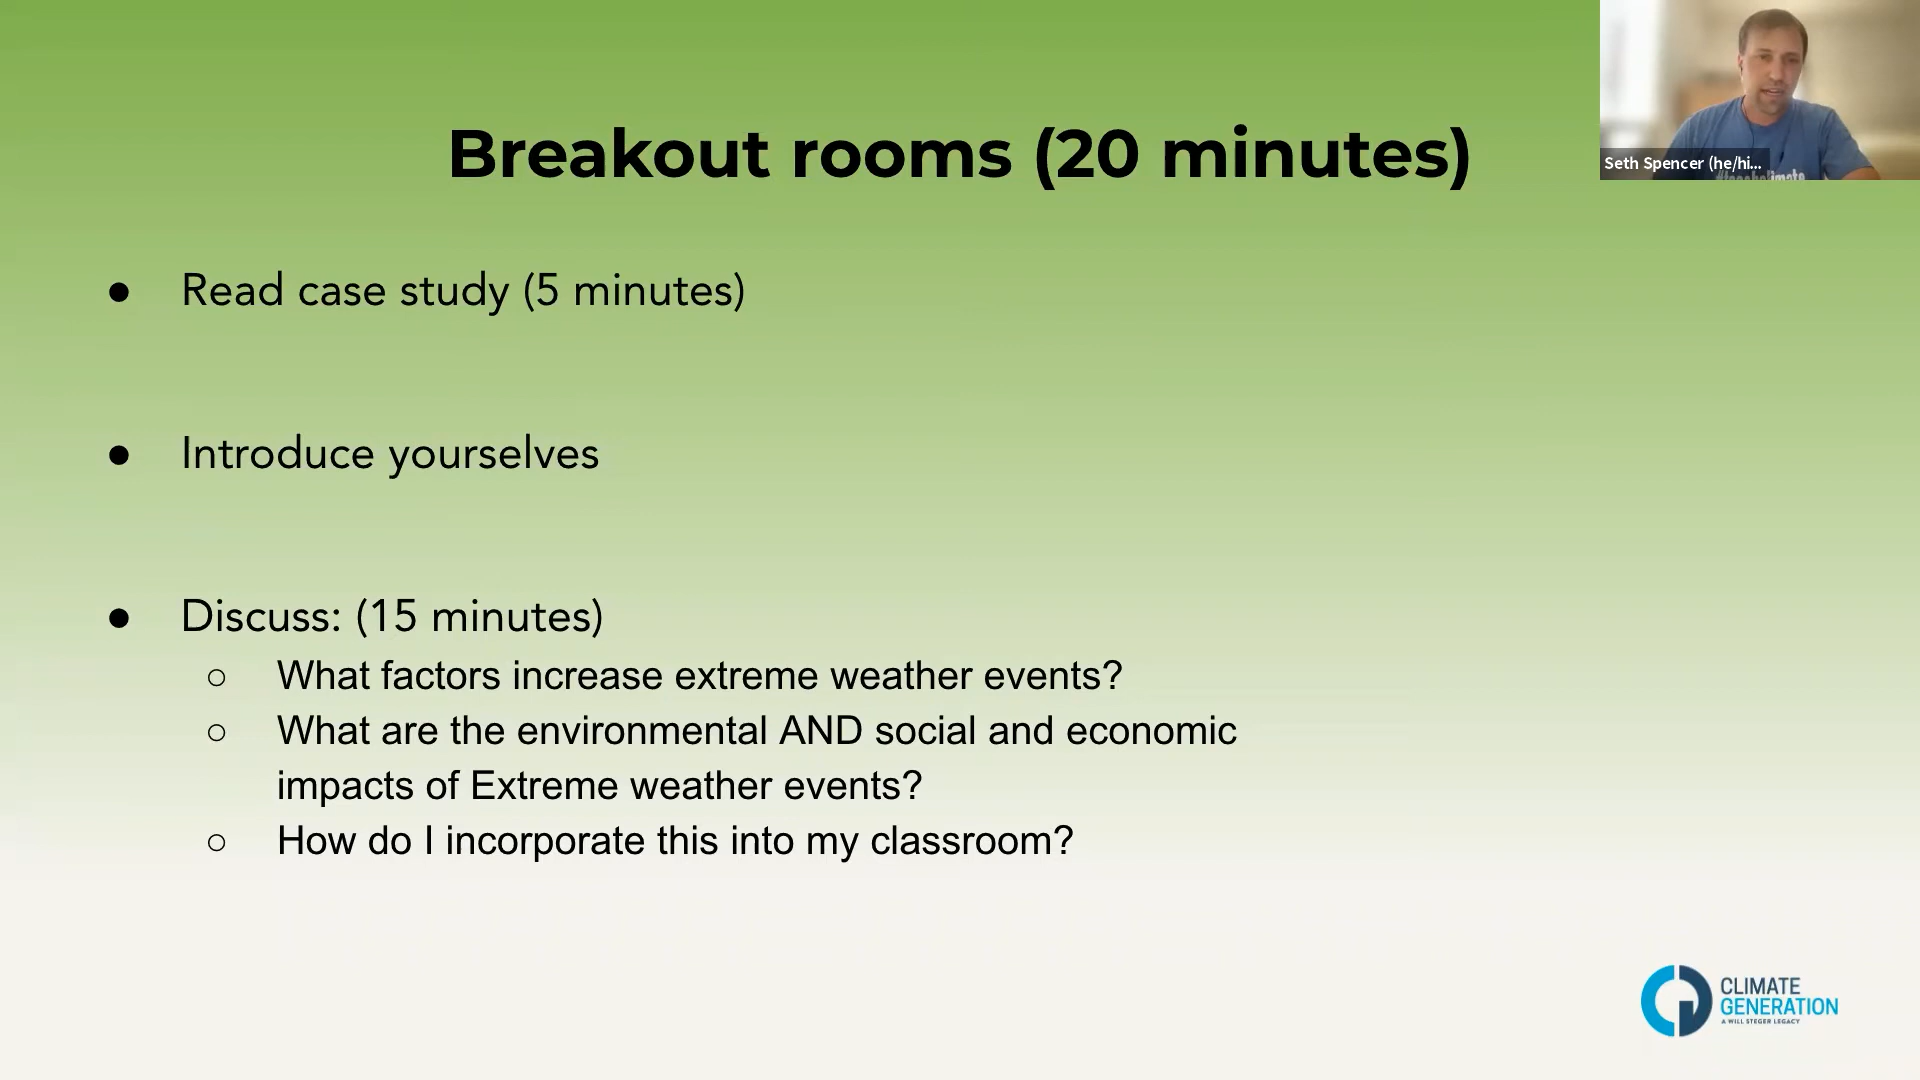 Breakout rooms (20 minutes)
Seth Spencer (he/hi...
● Read case study (5 minutes)
● Introduce yourselves
● Discuss: (15 minutes)
○ What factors increase extreme weather events?
○ What are the environmental AND social and economic
impacts of Extreme weather events?
○ How do I incorporate this into my classroom?
CLIMATE
GENERATION
A WILL STEGER LEGACY